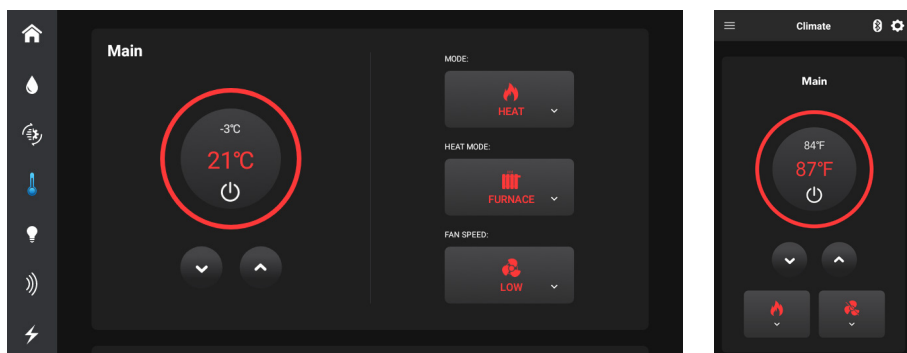 Main
MODE:
-3°C
21°C
HEAT
HEAT MODE:
FURNACE
FAN SPEED:
LOW
Climate
Main
84°F
87°F